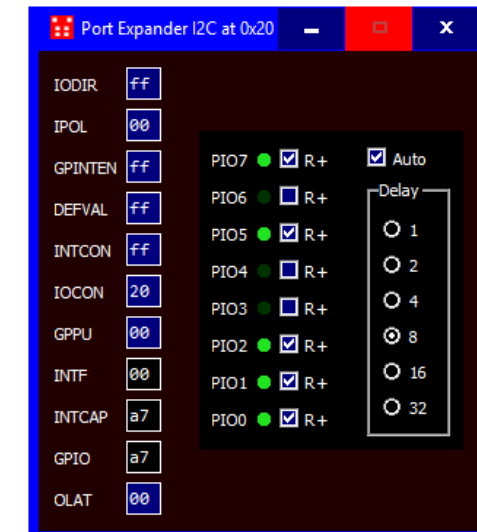 Port Expander I2C at 0x20
IODIR ff
IPOL 00
GPINTEN ff
DEFVAL ff
INTCON ff
IOCON 20
GPPU 00
INTF 00
INTCAP a7
GPIO a7
OLAT 00
PIO7 R+
PIO6 R+
PIO5 R+
PIO4 R+
PIO3 R+
PIO2 R+
PIO1 R+
PIO0 R+
Auto
Delay
1
2
4
8
16
32